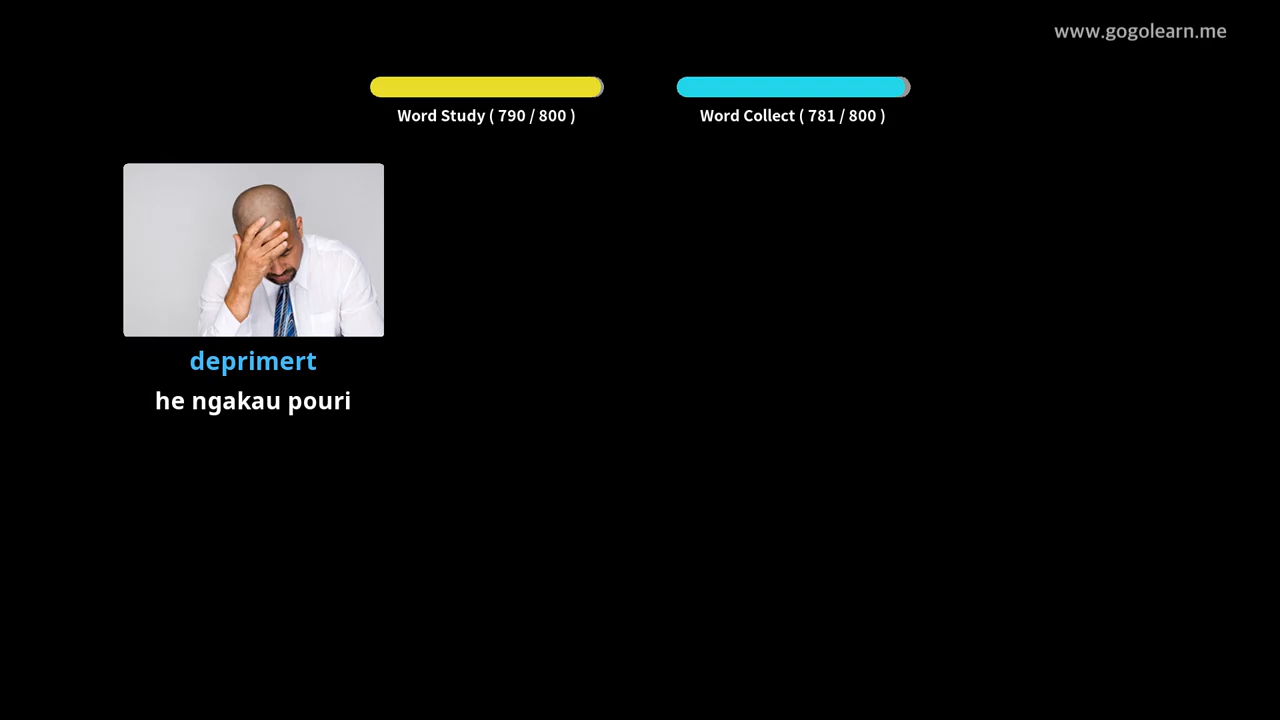 www.gogolearn.me
Word Study ( 790 / 800 )
Word Collect ( 781 / 800 )
deprimert
he ngakau pouri